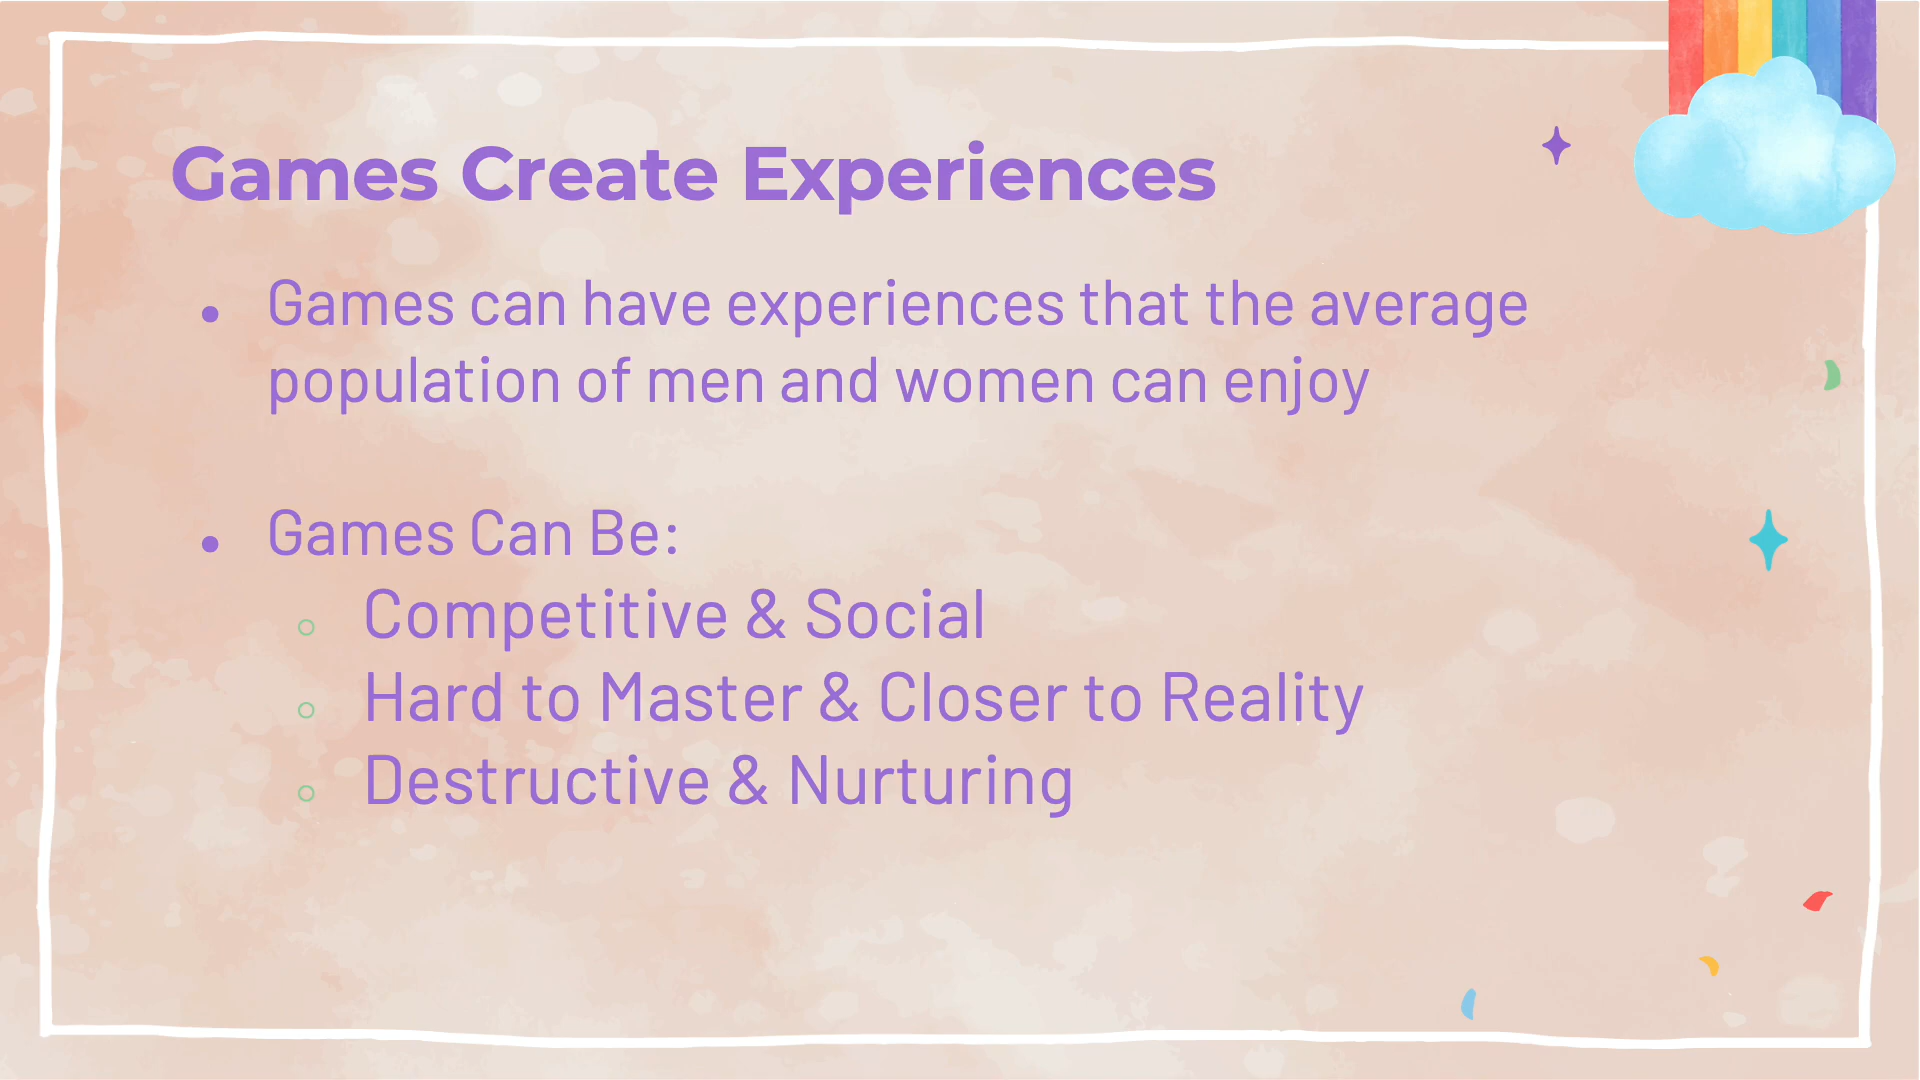 Games Create Experiences
• Games can have experiences that the average
population of men and women can enjoy
• Games Can Be:
○ Competitive & Social
○ Hard to Master & Closer to Reality
○ Destructive & Nurturing